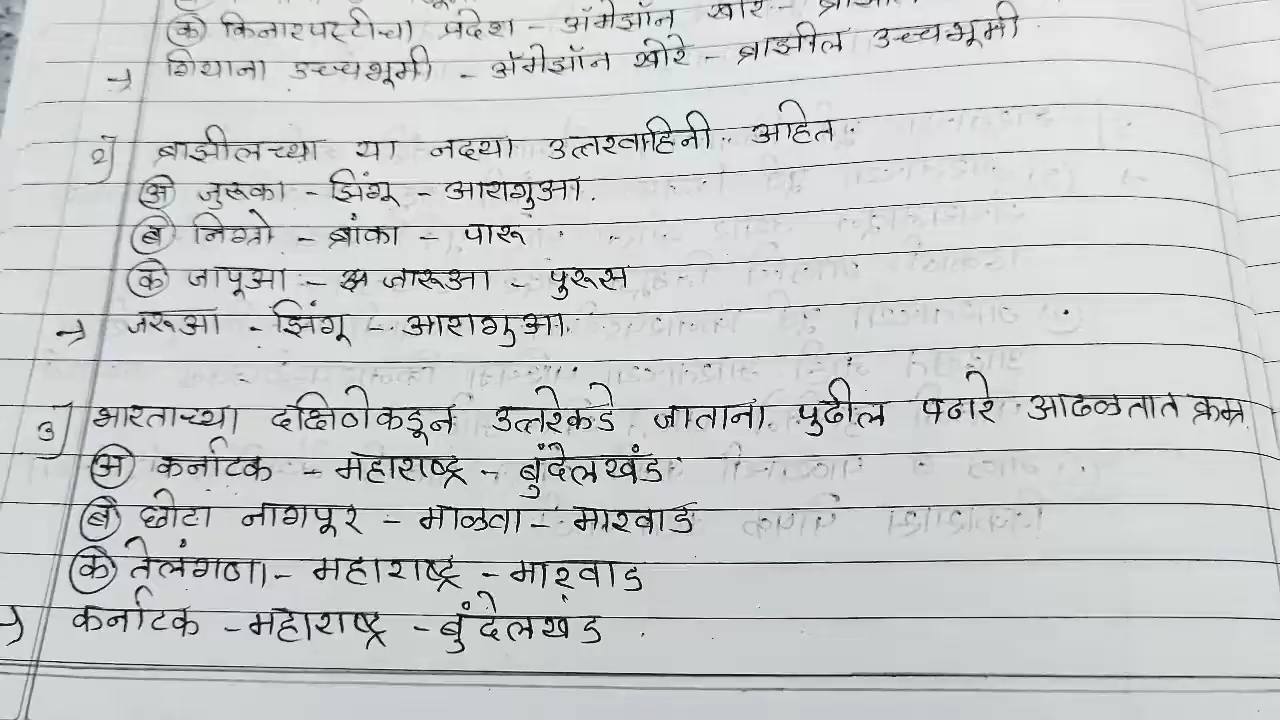 क किनारपट्टीचा प्रदेश - ॲमेझॉन खोरे -
→ गियाना उच्चभूमी - ॲमेझॉन खोरे - ब्राझील उच्चभूमी
२) ब्राझीलच्या या नदया उत्तरवाहिनी आहेत.
अ जुरूका - झिंगू - आरागुआ.
ब निग्रो - ब्रांका - पारू
क जापूआ - जारूआ - पुरूस
→ जरूआ - झिंगू - आरागुआ.
३) भारताच्या दक्षिणेकडून उत्तरेकडे जाताना पुढील पठारे आढळतात क्रम
अ कर्नाटक - महाराष्ट्र - बुंदेलखंड
ब छोटा नागपूर - माळवा - मारवाड
क तेलंगणा - महाराष्ट्र - मारवाड
→ कर्नाटक - महाराष्ट्र - बुंदेलखंड.